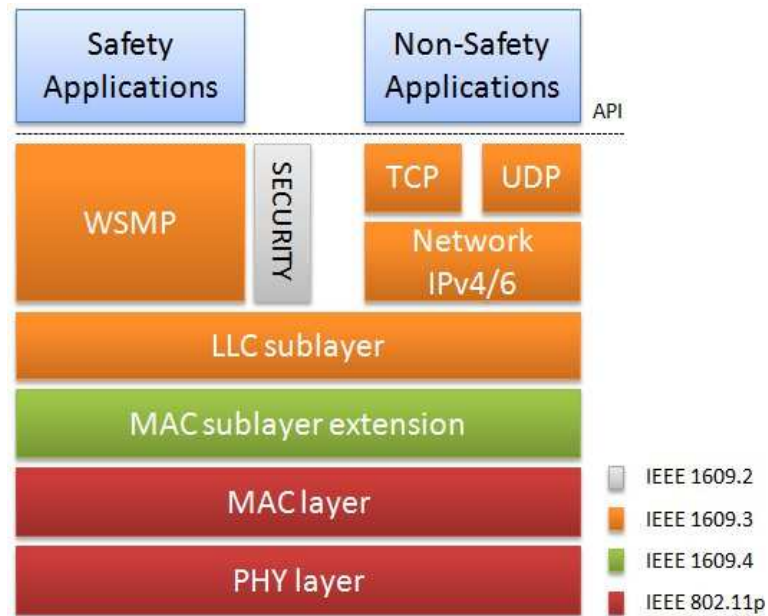 Safety
Applications
Non-Safety
Applications
API
WSMP
SECURITY
TCP
UDP
Network
IPv4/6
LLC sublayer
MAC sublayer extension
MAC layer
PHY layer
IEEE 1609.2
IEEE 1609.3
IEEE 1609.4
IEEE 802.11p